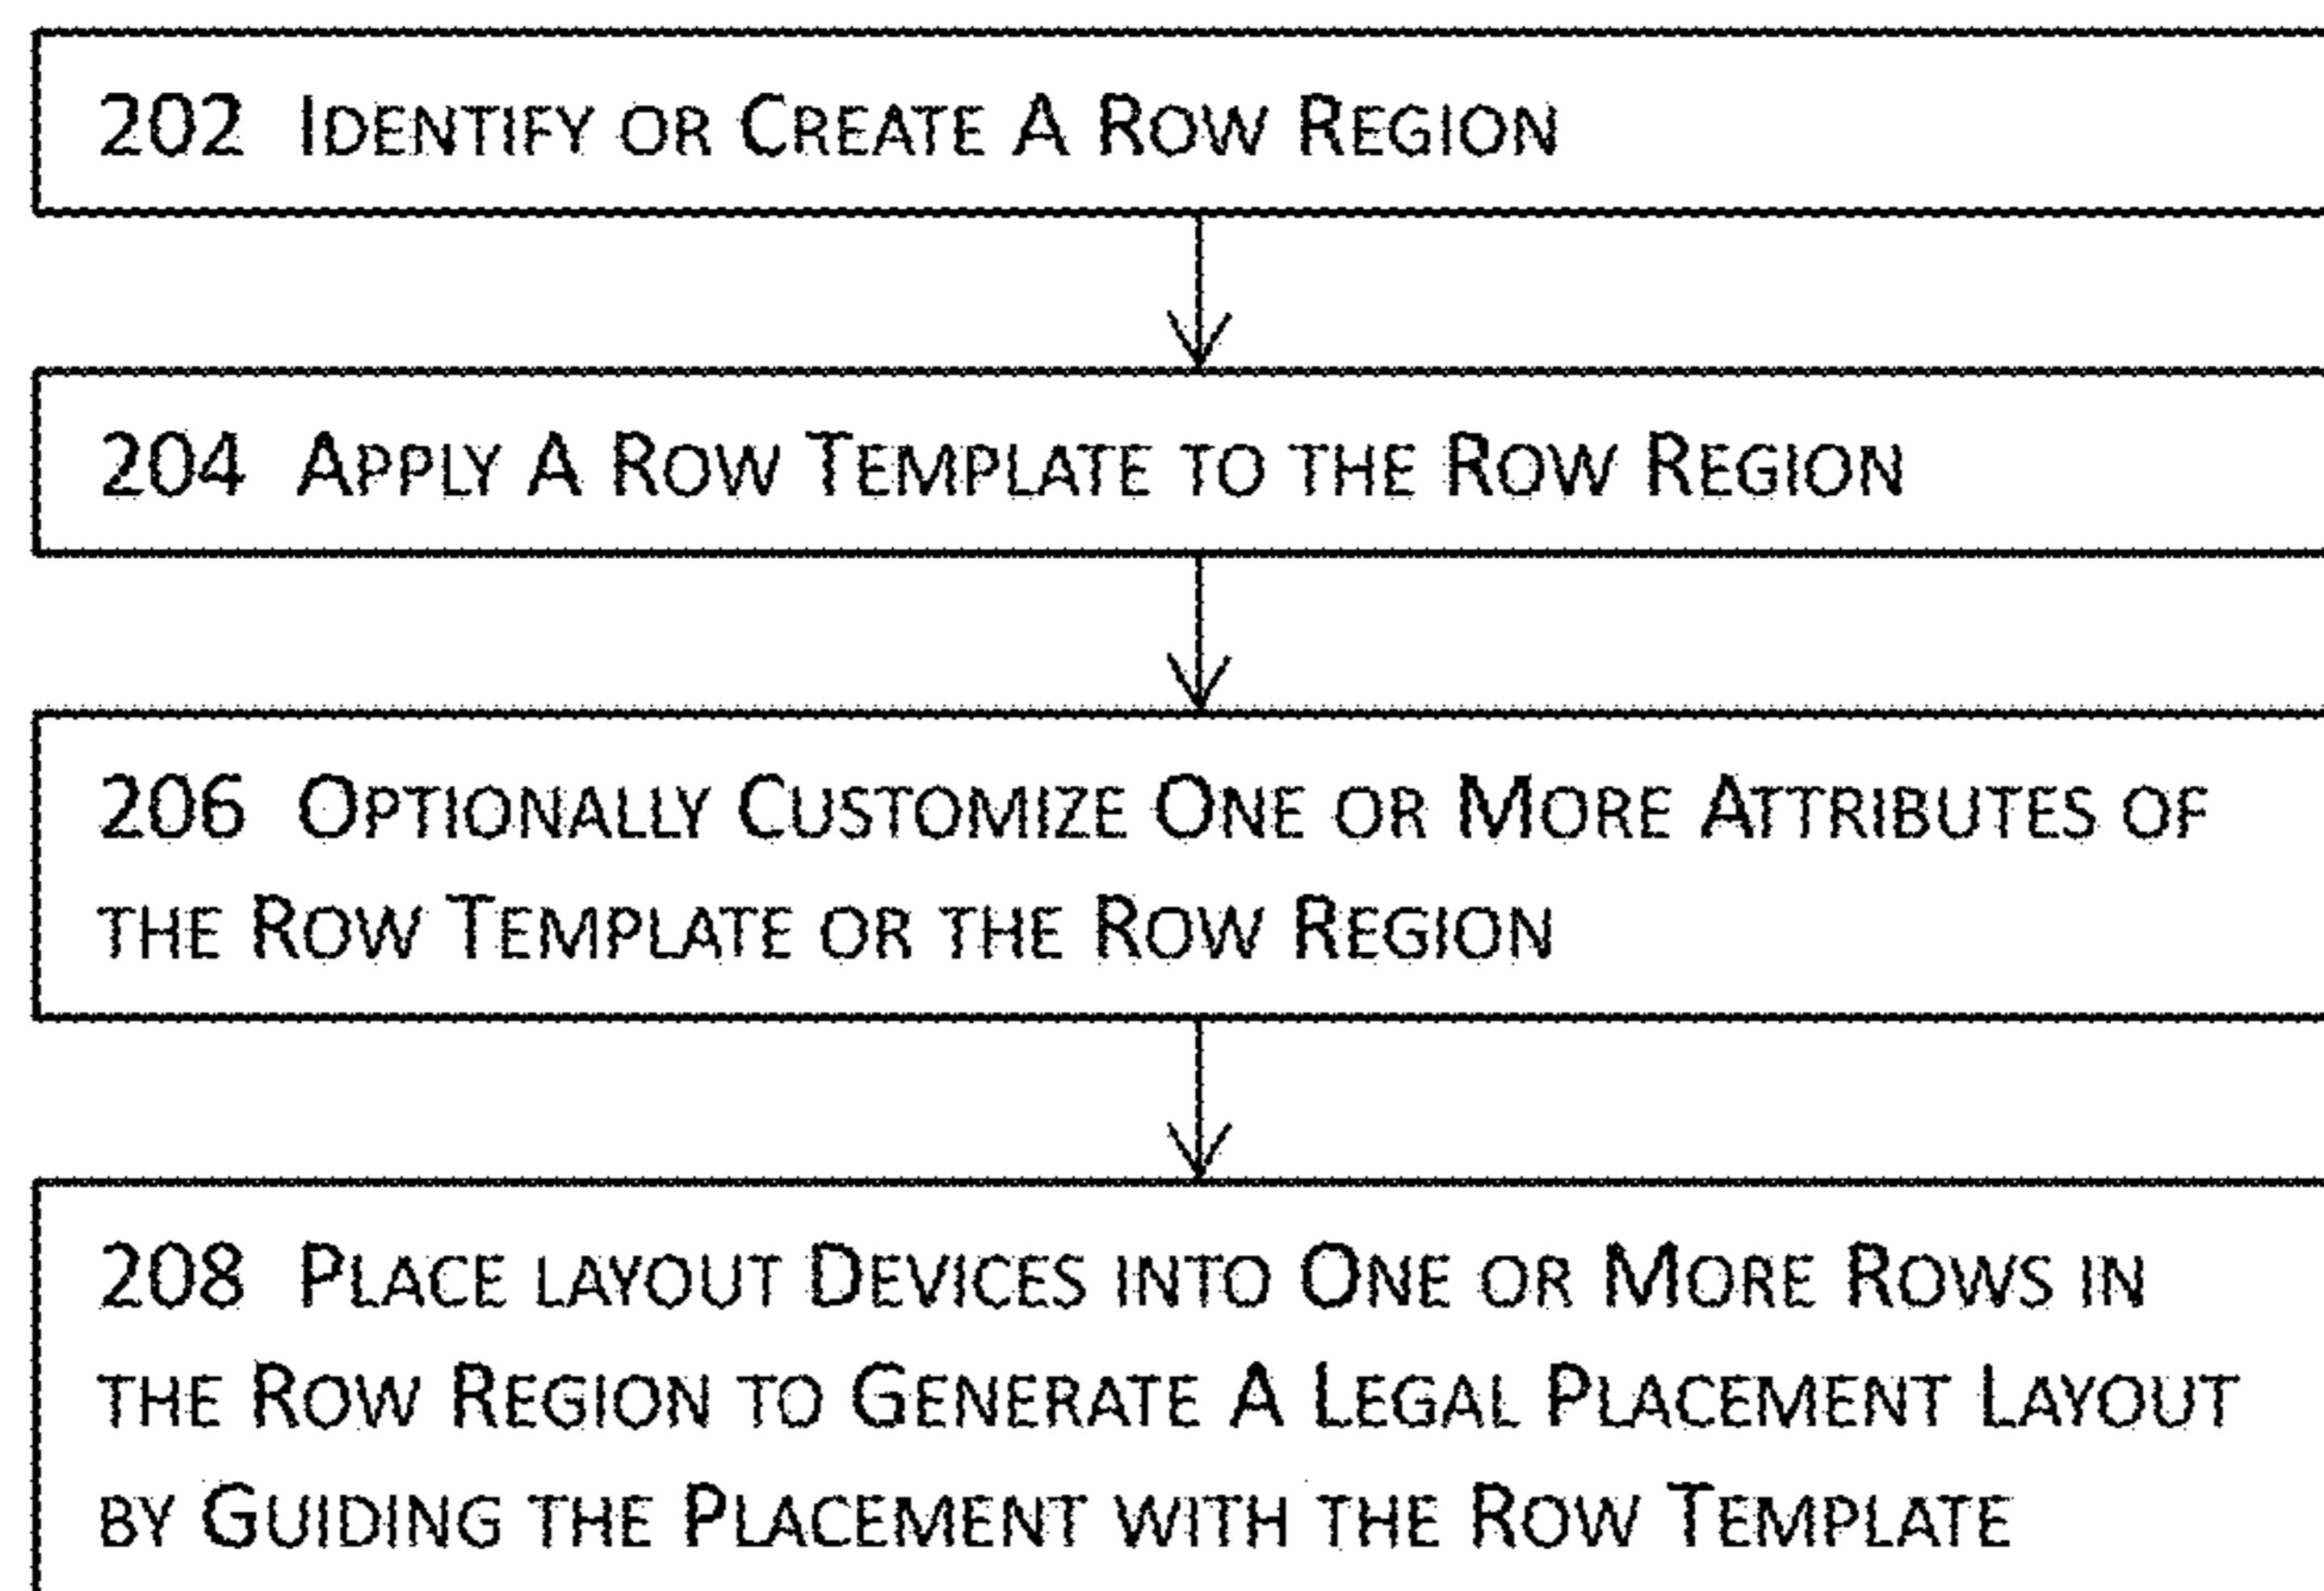 202 Identify or Create A Row Region
204 Apply A Row Template to the Row Region
206 Optionally Customize One or More Attributes of
the Row Template or the Row Region
208 Place layout Devices into One or More Rows in
the Row Region to Generate A Legal Placement Layout
by Guiding the Placement with the Row Template